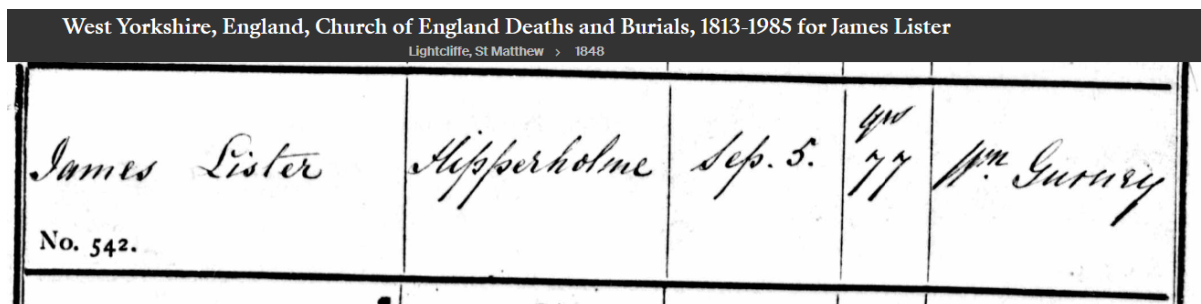 West Yorkshire, England, Church of England Deaths and Burials, 1813-1985 for James Lister
Lightcliffe, St Matthew > 1848
James Lister Hipperholme Sep. 5. yrs 77 Wm Gurney
No. 542.